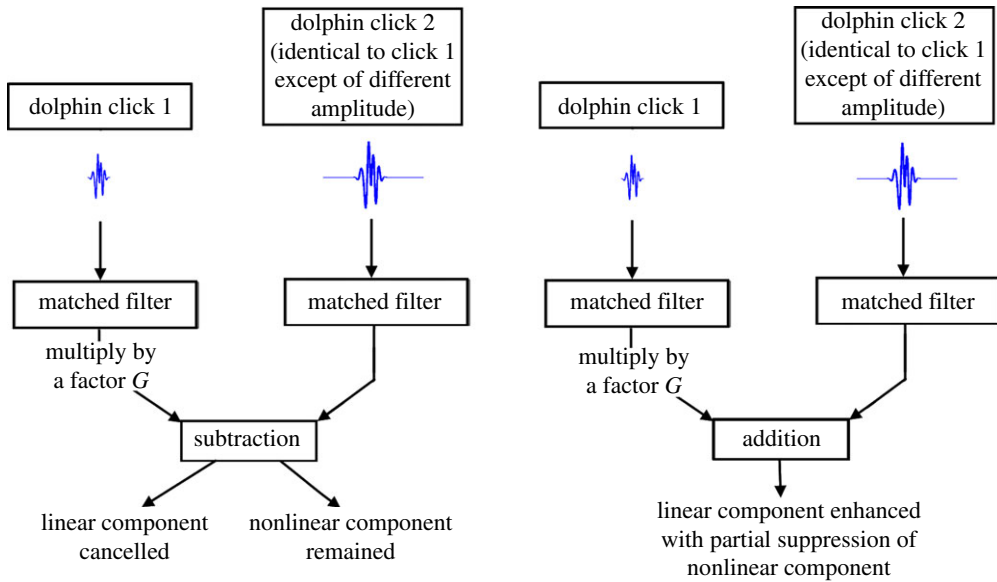 dolphin click 1
dolphin click 2
(identical to click 1
except of different
amplitude)
matched filter
matched filter
multiply by
a factor G
subtraction
linear component
cancelled
nonlinear component
remained
dolphin click 1
dolphin click 2
(identical to click 1
except of different
amplitude)
matched filter
matched filter
multiply by
a factor G
addition
linear component enhanced
with partial suppression of
nonlinear component